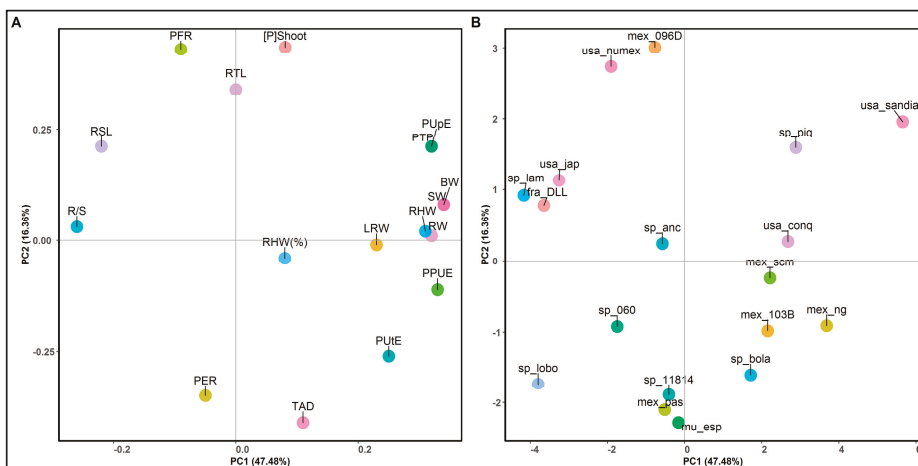 A
PFR
[P]Shoot
RTL
RSL
PUpE
PTP
BW
SW
R/S
RHW
RW
LRW
RHW(%)
PPUE
PUtE
PER
TAD
0.25
0.00
-0.25
PC2 (16.36%)
-0.2
0.0
0.2
PC1 (47.48%)
B
mex_096D
usa_numex
usa_sandia
sp_piq
usa_jap
sp_lam
fra_DLL
sp_anc
usa_conq
mex_scm
sp_060
mex_103B
mex_ng
sp_lobo
sp_bola
sp_11814
mex_pas
mu_esp
3
2
1
0
-1
-2
PC2 (16.36%)
-4
-2
0
2
4
6
PC1 (47.48%)